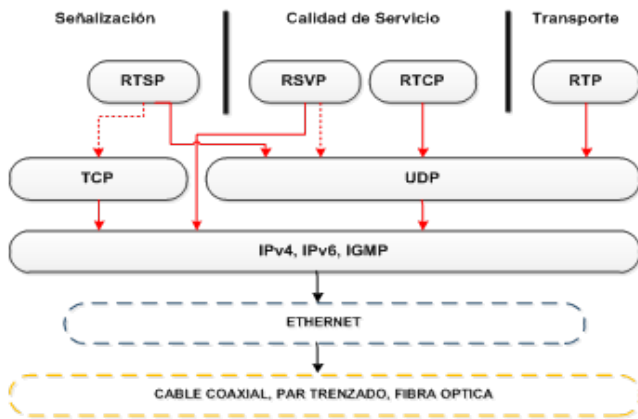 Señalización
Calidad de Servicio
Transporte
RTSP
RSVP
RTCP
RTP
TCP
UDP
IPv4, IPv6, IGMP
ETHERNET
CABLE COAXIAL, PAR TRENZADO, FIBRA OPTICA